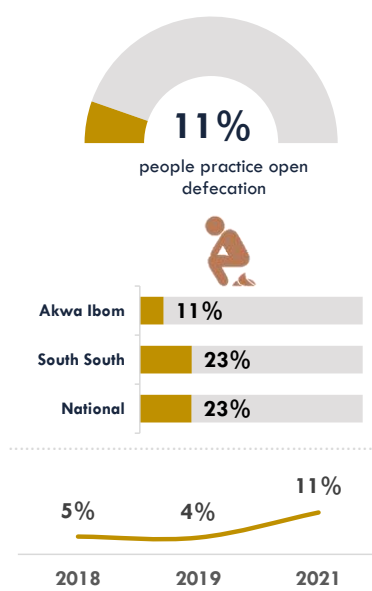 11%
people practice open
defecation
Akwa Ibom 11%
South South 23%
National 23%
5% 4% 11%
2018 2019 2021